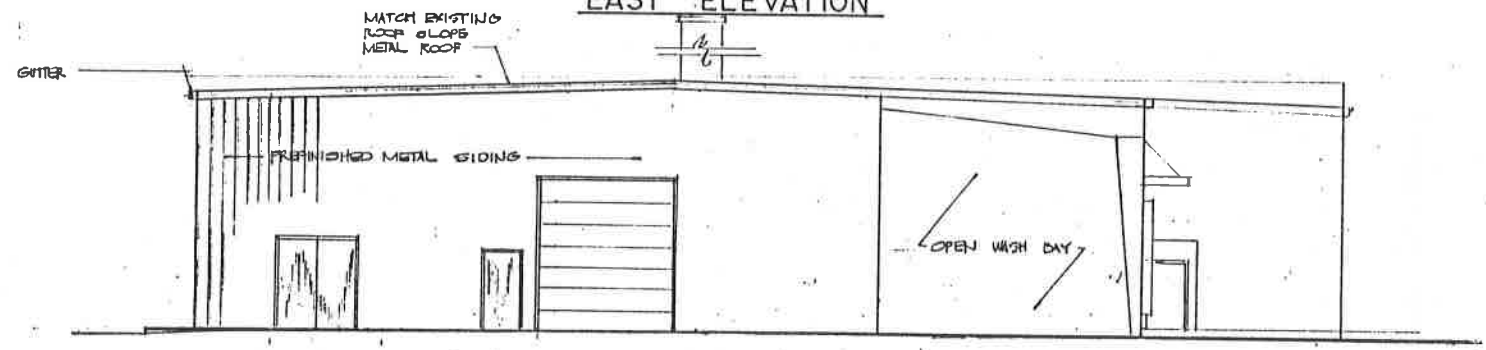 EAST ELEVATION
MATCH EXISTING
ROOF SLOPE
METAL ROOF
GUTTER
PREFINISHED METAL SIDING
OPEN WASH BAY